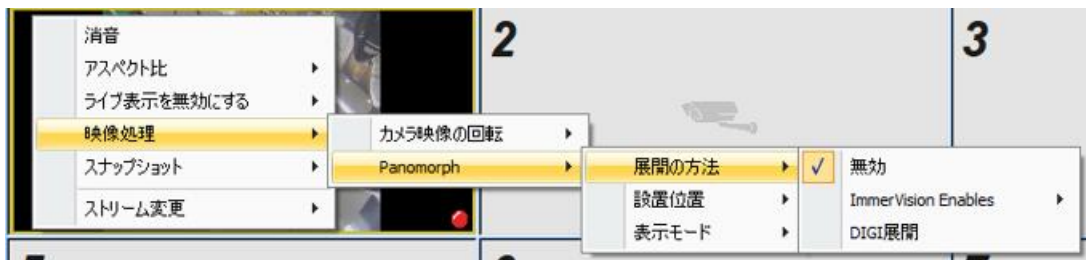 消音
アスペクト比
ライブ表示を無効にする
映像処理
スナップショット
ストリーム変更
カメラ映像の回転
Panomorph
展開の方法
設置位置
表示モード
無効
ImmerVision Enables
DIGI展開
2
3